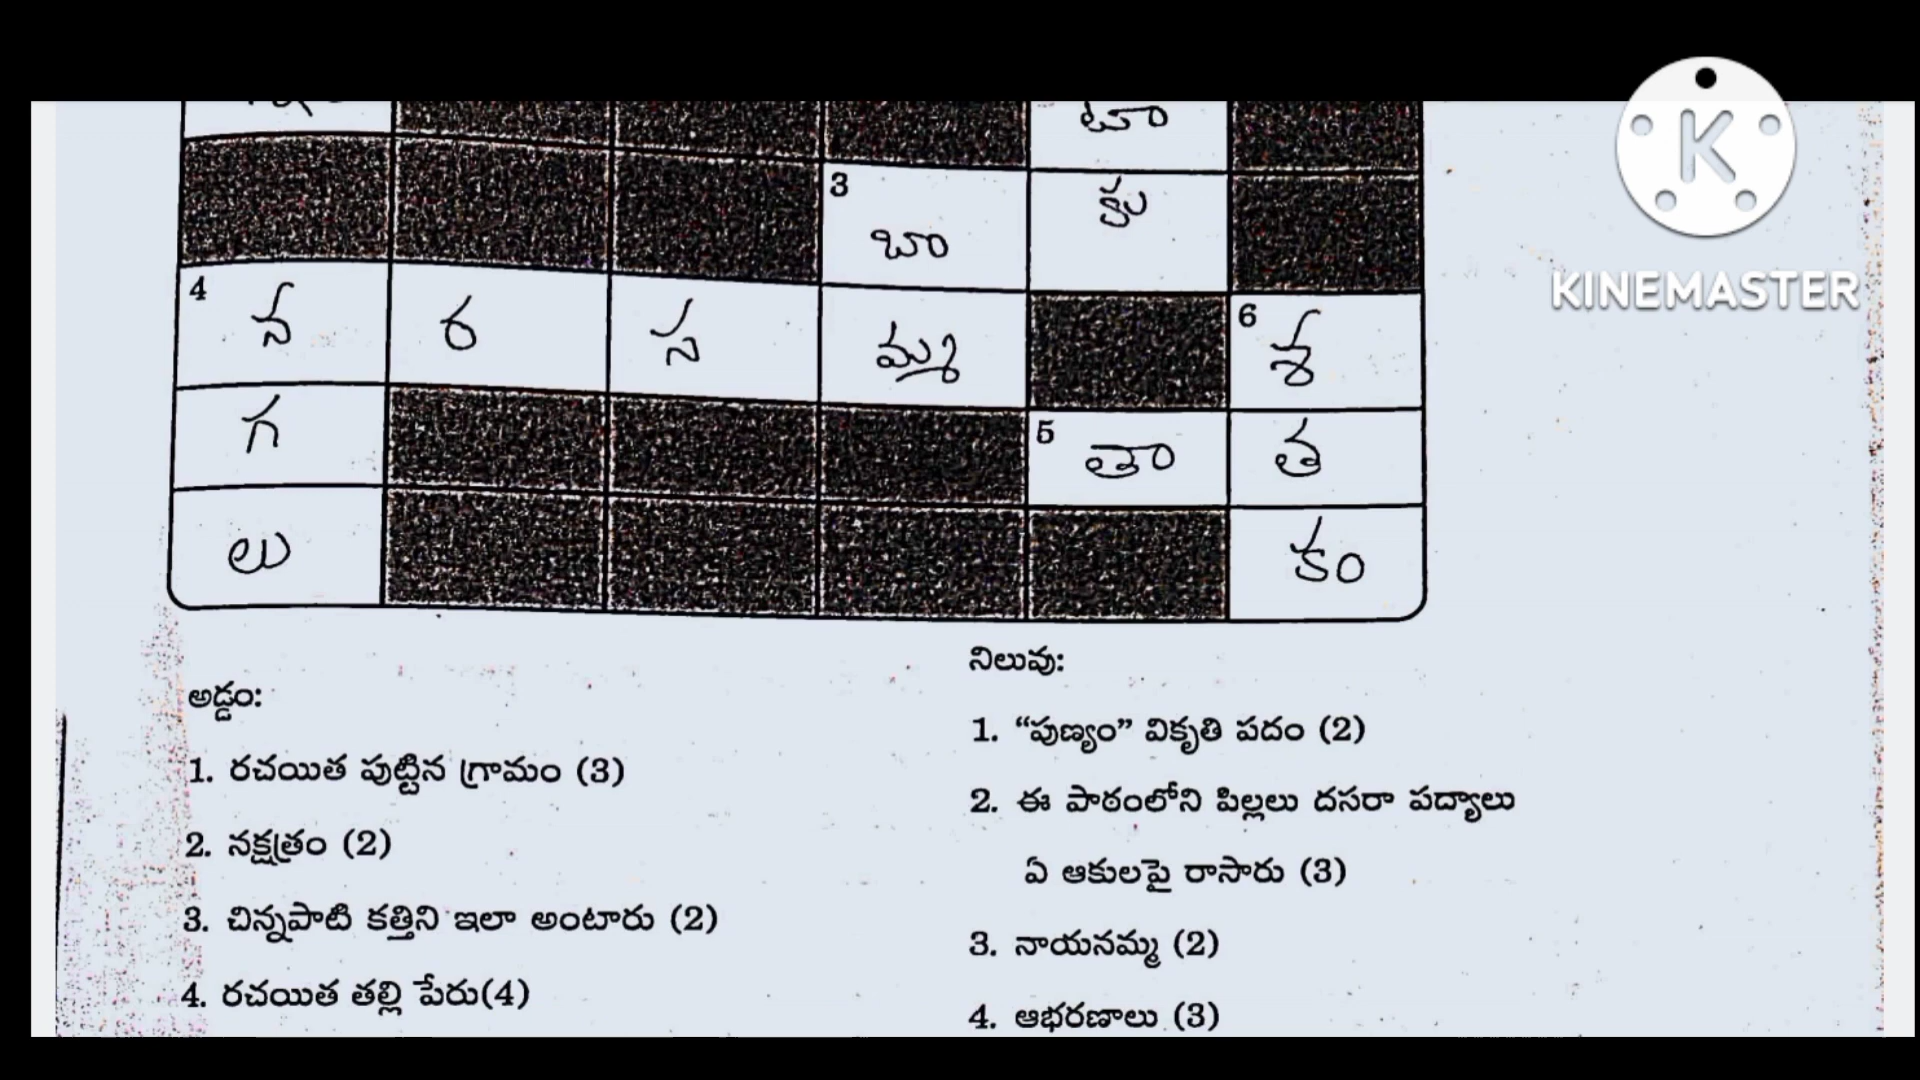 టా
3 బా కు
4 న ర స మ్మ 6 శ
గ 5 తా త
లు కం
K
KINEMASTER
నిలువు:
అడ్డం:
1. “పుణ్యం” వికృతి పదం (2)
1. రచయిత పుట్టిన గ్రామం (3)
2. ఈ పాఠంలోని పిల్లలు దసరా పద్యాలు
ఏ ఆకులపై రాసారు (3)
2. నక్షత్రం (2)
3. చిన్నపాటి కత్తిని ఇలా అంటారు (2)
3. నాయనమ్మ (2)
4. రచయిత తల్లి పేరు(4)
4. ఆభరణాలు (3)